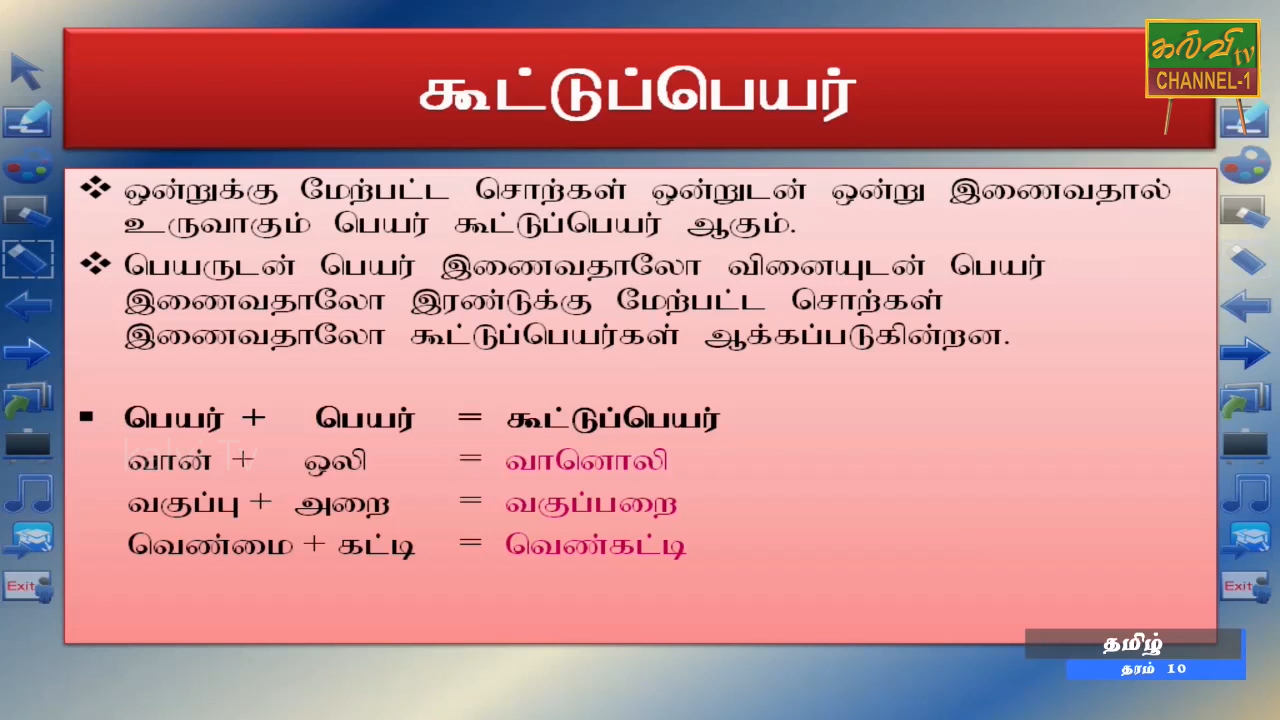 கல்வி tv
CHANNEL-1
கூட்டுப்பெயர்
❖ ஒன்றுக்கு மேற்பட்ட சொற்கள் ஒன்றுடன் ஒன்று இணைவதால்
உருவாகும் பெயர் கூட்டுப்பெயர் ஆகும்.
❖ பெயருடன் பெயர் இணைவதாலோ வினையுடன் பெயர்
இணைவதாலோ இரண்டுக்கு மேற்பட்ட சொற்கள்
இணைவதாலோ கூட்டுப்பெயர்கள் ஆக்கப்படுகின்றன.
▪ பெயர் + பெயர் = கூட்டுப்பெயர்
வான் + ஒலி = வானொலி
வகுப்பு + அறை = வகுப்பறை
வெண்மை + கட்டி = வெண்கட்டி
Exit
Exit
தமிழ்
தரம் 10